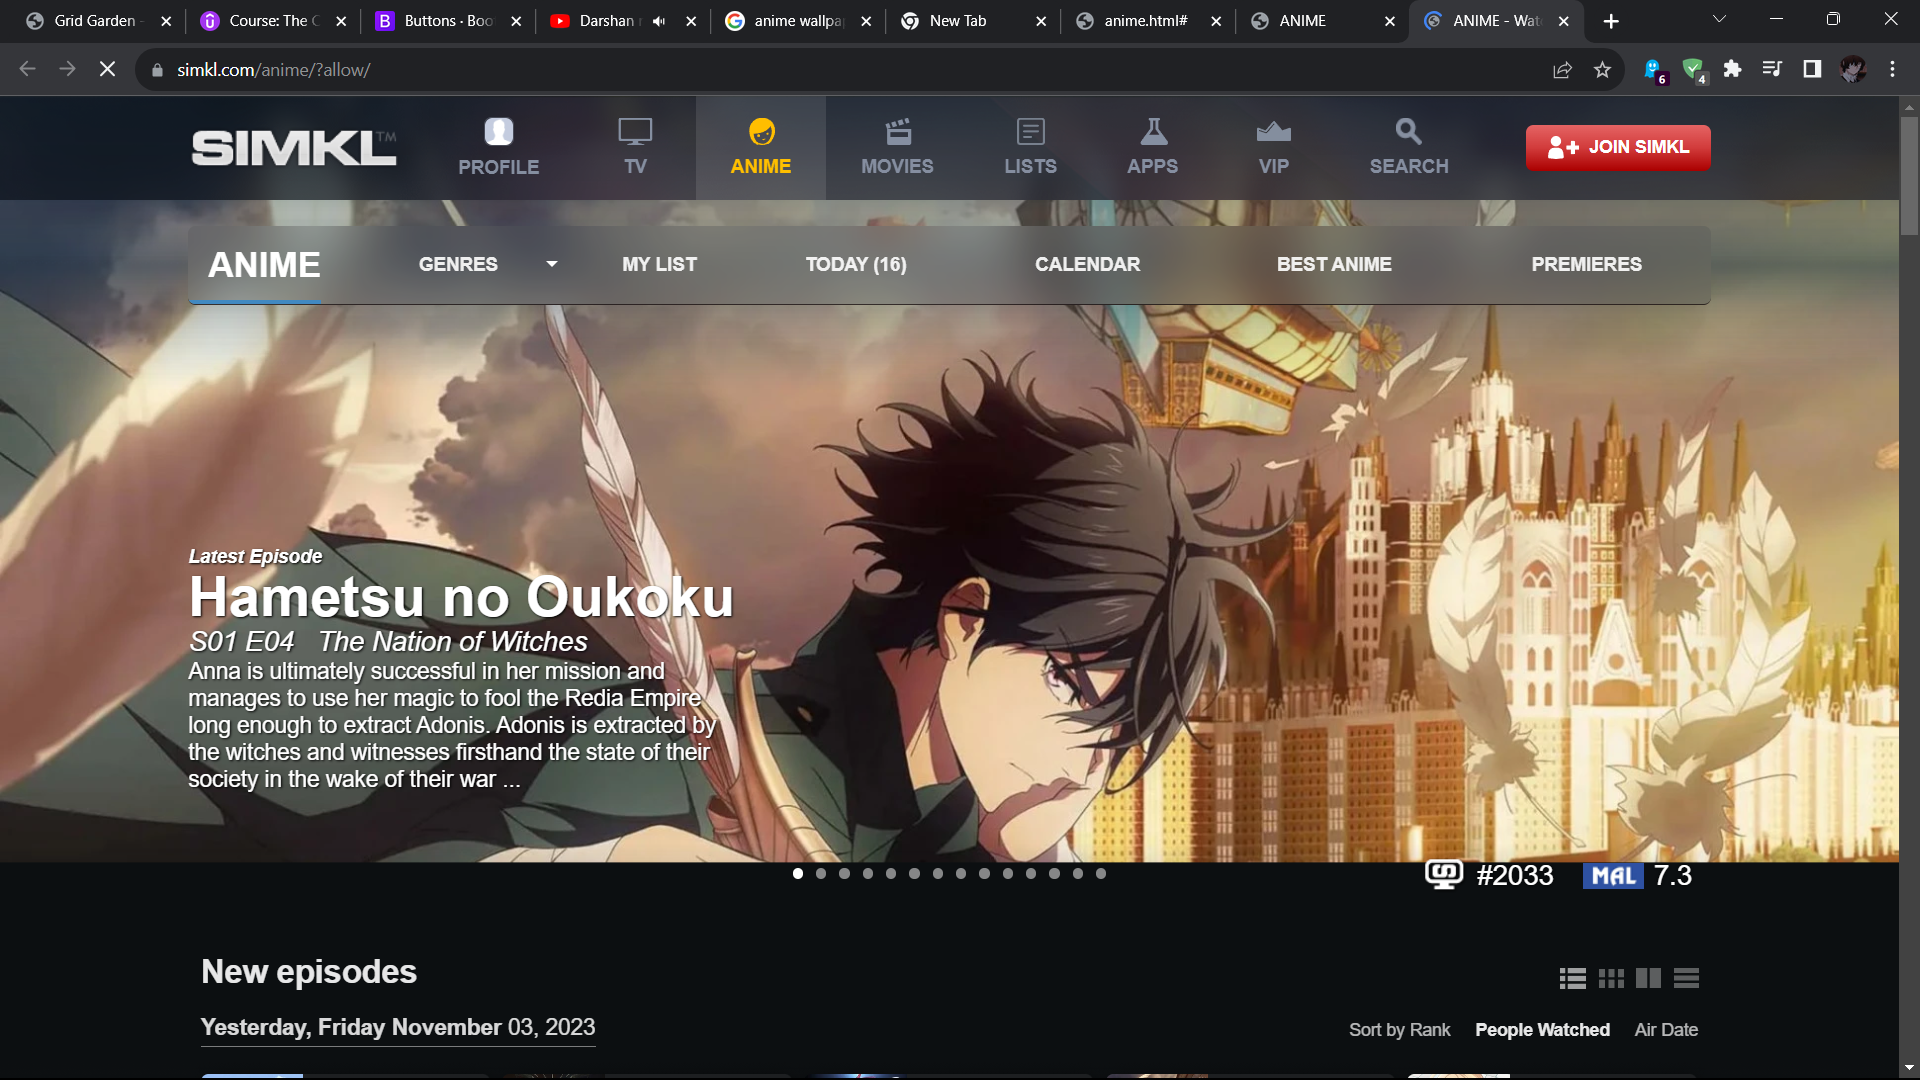 Grid Garden
Course: The C
Buttons · Boo
Darshan
anime wallpa
New Tab
anime.html#
ANIME
ANIME - Wat
simkl.com/anime/?allow/
6
4
SIMKL™
PROFILE
TV
ANIME
MOVIES
LISTS
APPS
VIP
SEARCH
JOIN SIMKL
ANIME
GENRES
MY LIST
TODAY (16)
CALENDAR
BEST ANIME
PREMIERES
Latest Episode
Hametsu no Oukoku
S01 E04 The Nation of Witches
Anna is ultimately successful in her mission and
manages to use her magic to fool the Redia Empire
long enough to extract Adonis. Adonis is extracted by
the witches and witnesses firsthand the state of their
society in the wake of their war ...
#2033
MAL 7.3
New episodes
Yesterday, Friday November 03, 2023
Sort by Rank
People Watched
Air Date